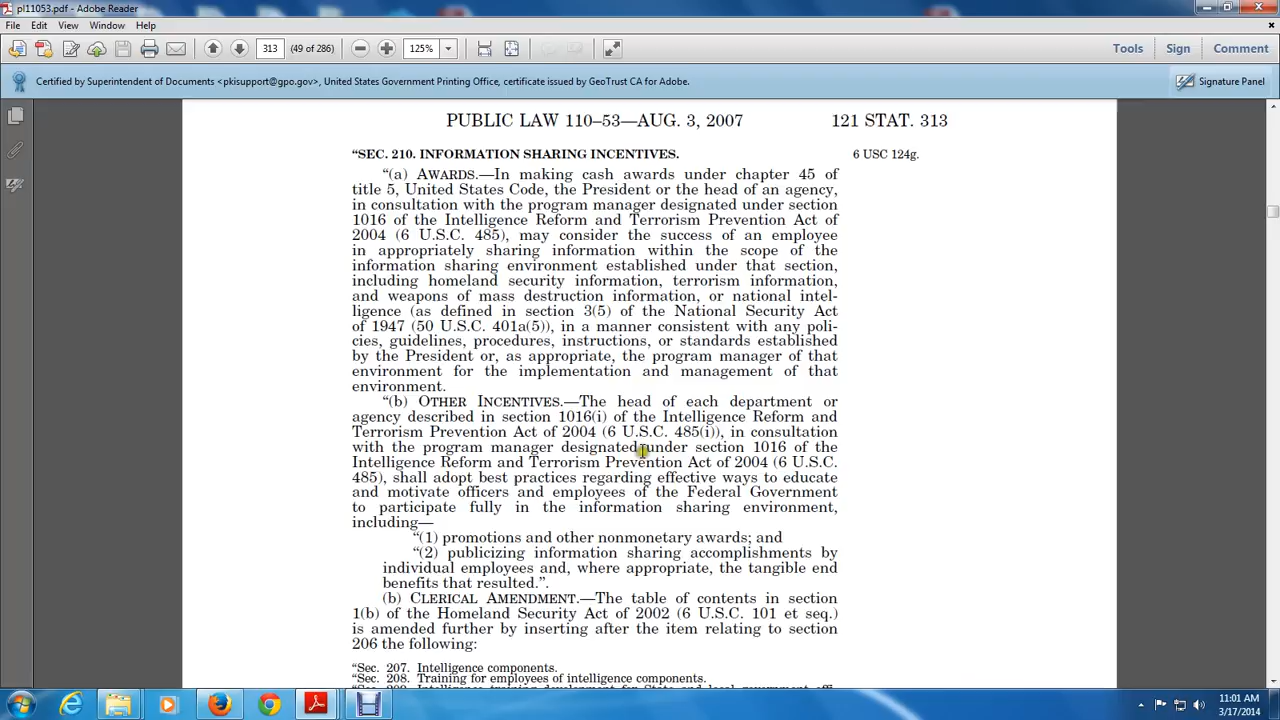 pl11053.pdf - Adobe Reader
File Edit View Window Help
313 (49 of 286) 125% Tools Sign Comment
Certified by Superintendent of Documents <pkisupport@gpo.gov>, United States Government Printing Office, certificate issued by GeoTrust CA for Adobe. Signature Panel
PUBLIC LAW 110–53—AUG. 3, 2007 121 STAT. 313
“SEC. 210. INFORMATION SHARING INCENTIVES. 6 USC 124g.
“(a) AWARDS.—In making cash awards under chapter 45 of
title 5, United States Code, the President or the head of an agency,
in consultation with the program manager designated under section
1016 of the Intelligence Reform and Terrorism Prevention Act of
2004 (6 U.S.C. 485), may consider the success of an employee
in appropriately sharing information within the scope of the
information sharing environment established under that section,
including homeland security information, terrorism information,
and weapons of mass destruction information, or national intel-
ligence (as defined in section 3(5) of the National Security Act
of 1947 (50 U.S.C. 401a(5)), in a manner consistent with any poli-
cies, guidelines, procedures, instructions, or standards established
by the President or, as appropriate, the program manager of that
environment for the implementation and management of that
environment.
“(b) OTHER INCENTIVES.—The head of each department or
agency described in section 1016(i) of the Intelligence Reform and
Terrorism Prevention Act of 2004 (6 U.S.C. 485(i)), in consultation
with the program manager designated under section 1016 of the
Intelligence Reform and Terrorism Prevention Act of 2004 (6 U.S.C.
485), shall adopt best practices regarding effective ways to educate
and motivate officers and employees of the Federal Government
to participate fully in the information sharing environment,
including—
“(1) promotions and other nonmonetary awards; and
“(2) publicizing information sharing accomplishments by
individual employees and, where appropriate, the tangible end
benefits that resulted.”.
(b) CLERICAL AMENDMENT.—The table of contents in section
1(b) of the Homeland Security Act of 2002 (6 U.S.C. 101 et seq.)
is amended further by inserting after the item relating to section
206 the following:
“Sec. 207. Intelligence components.
“Sec. 208. Training for employees of intelligence components.
11:01 AM
3/17/2014